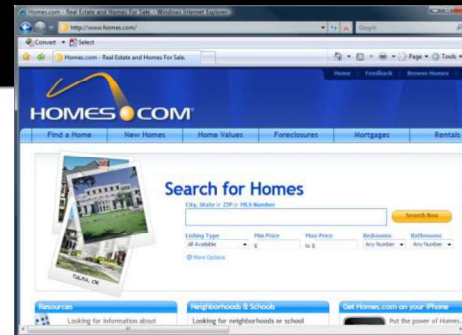 Homes.com - Real Estate and Homes For Sale. - Windows Internet Explorer
http://www.homes.com/
Google
Convert Select
Homes.com - Real Estate and Homes For Sale.
Page Tools
Home Feedback Browse Homes
HOMES COM
Find a Home New Homes Home Values Foreclosures Mortgages Rentals
Search for Homes
City, State or ZIP or MLS Number
Search Now
Listing Type Min Price Max Price Bedrooms Bathrooms
All Available $ to $ Any Number Any Number
More Options
TULSA, OK
Resources Neighborhoods & Schools Get Homes.com on your iPhone
Looking for information about Looking for neighborhoods or school Put the power of Homes.